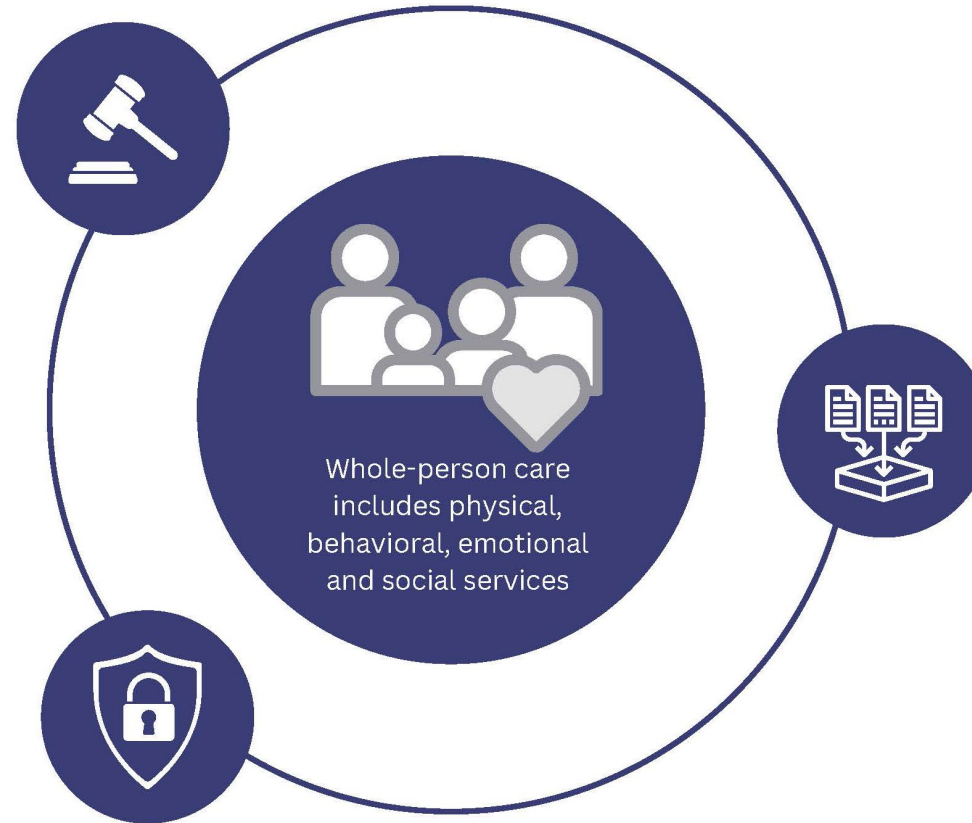 Whole-person care
includes physical,
behavioral, emotional
and social services